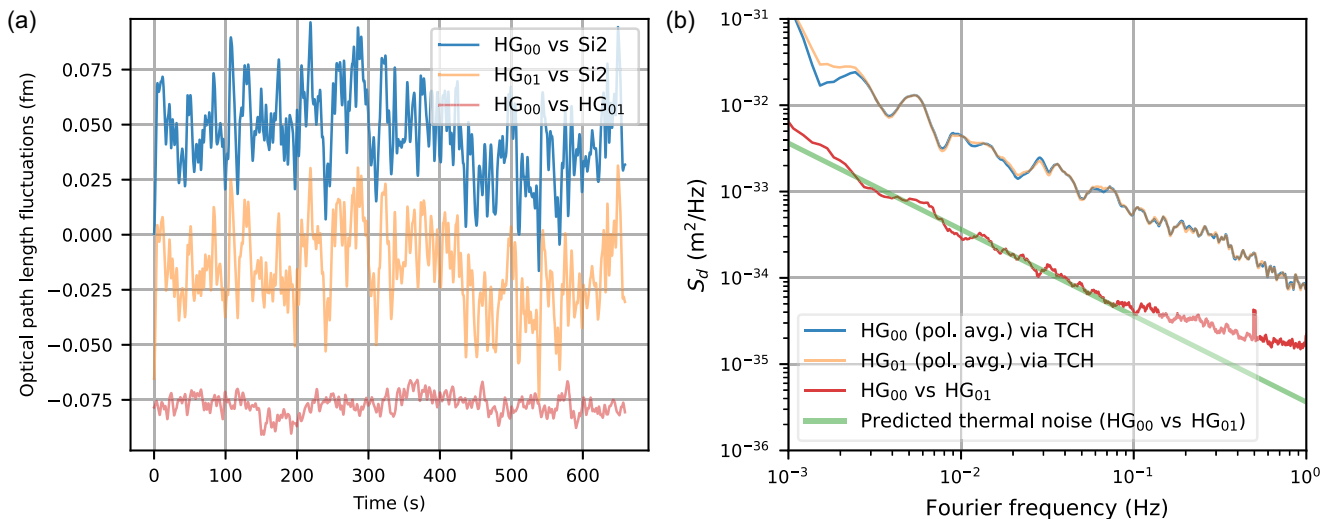 (a)
Optical path length fluctuations (fm)
0.075
0.050
0.025
0.000
−0.025
−0.050
−0.075
HG₀₀ vs Si2
HG₀₁ vs Si2
HG₀₀ vs HG₀₁
0 100 200 300 400 500 600
Time (s)
(b)
S_d (m²/Hz)
10⁻³¹
10⁻³²
10⁻³³
10⁻³⁴
10⁻³⁵
10⁻³⁶
HG₀₀ (pol. avg.) via TCH
HG₀₁ (pol. avg.) via TCH
HG₀₀ vs HG₀₁
Predicted thermal noise (HG₀₀ vs HG₀₁)
10⁻³ 10⁻² 10⁻¹ 10⁰
Fourier frequency (Hz)